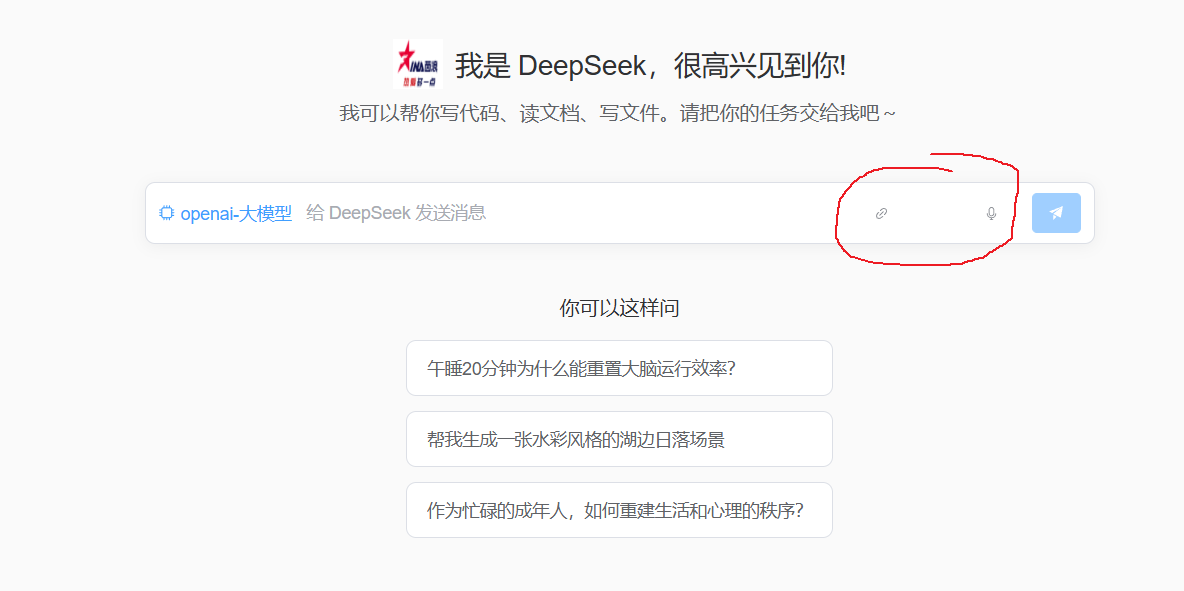 我是 DeepSeek，很高兴见到你!
我可以帮你写代码、读文档、写文件。请把你的任务交给我吧～
openai-大模型 给 DeepSeek 发送消息
你可以这样问
午睡20分钟为什么能重置大脑运行效率？
帮我生成一张水彩风格的湖边日落场景
作为忙碌的成年人，如何重建生活和心理的秩序？